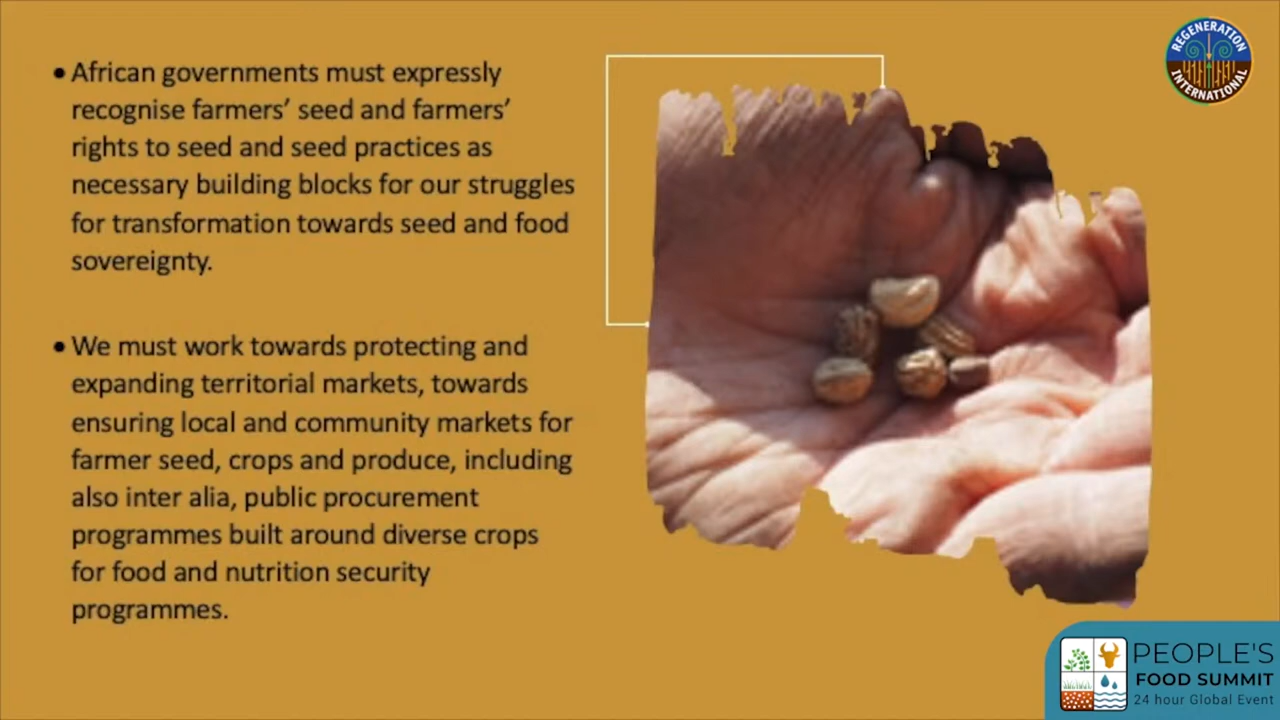 • African governments must expressly
recognise farmers' seed and farmers'
rights to seed and seed practices as
necessary building blocks for our struggles
for transformation towards seed and food
sovereignty.
• We must work towards protecting and
expanding territorial markets, towards
ensuring local and community markets for
farmer seed, crops and produce, including
also inter alia, public procurement
programmes built around diverse crops
for food and nutrition security
programmes.
REGENERATION
INTERNATIONAL
PEOPLE'S
FOOD SUMMIT
24 hour Global Event